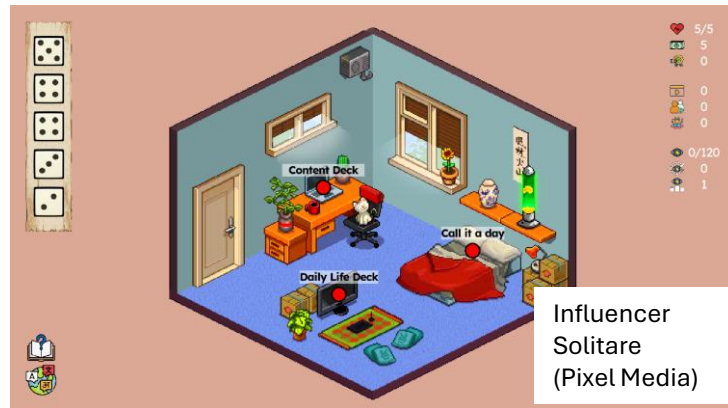 5/5
5
0
Content Deck
0
0
0
Call it a day
0/120
0
1
Daily Life Deck
A
Influencer
Solitare
(Pixel Media)